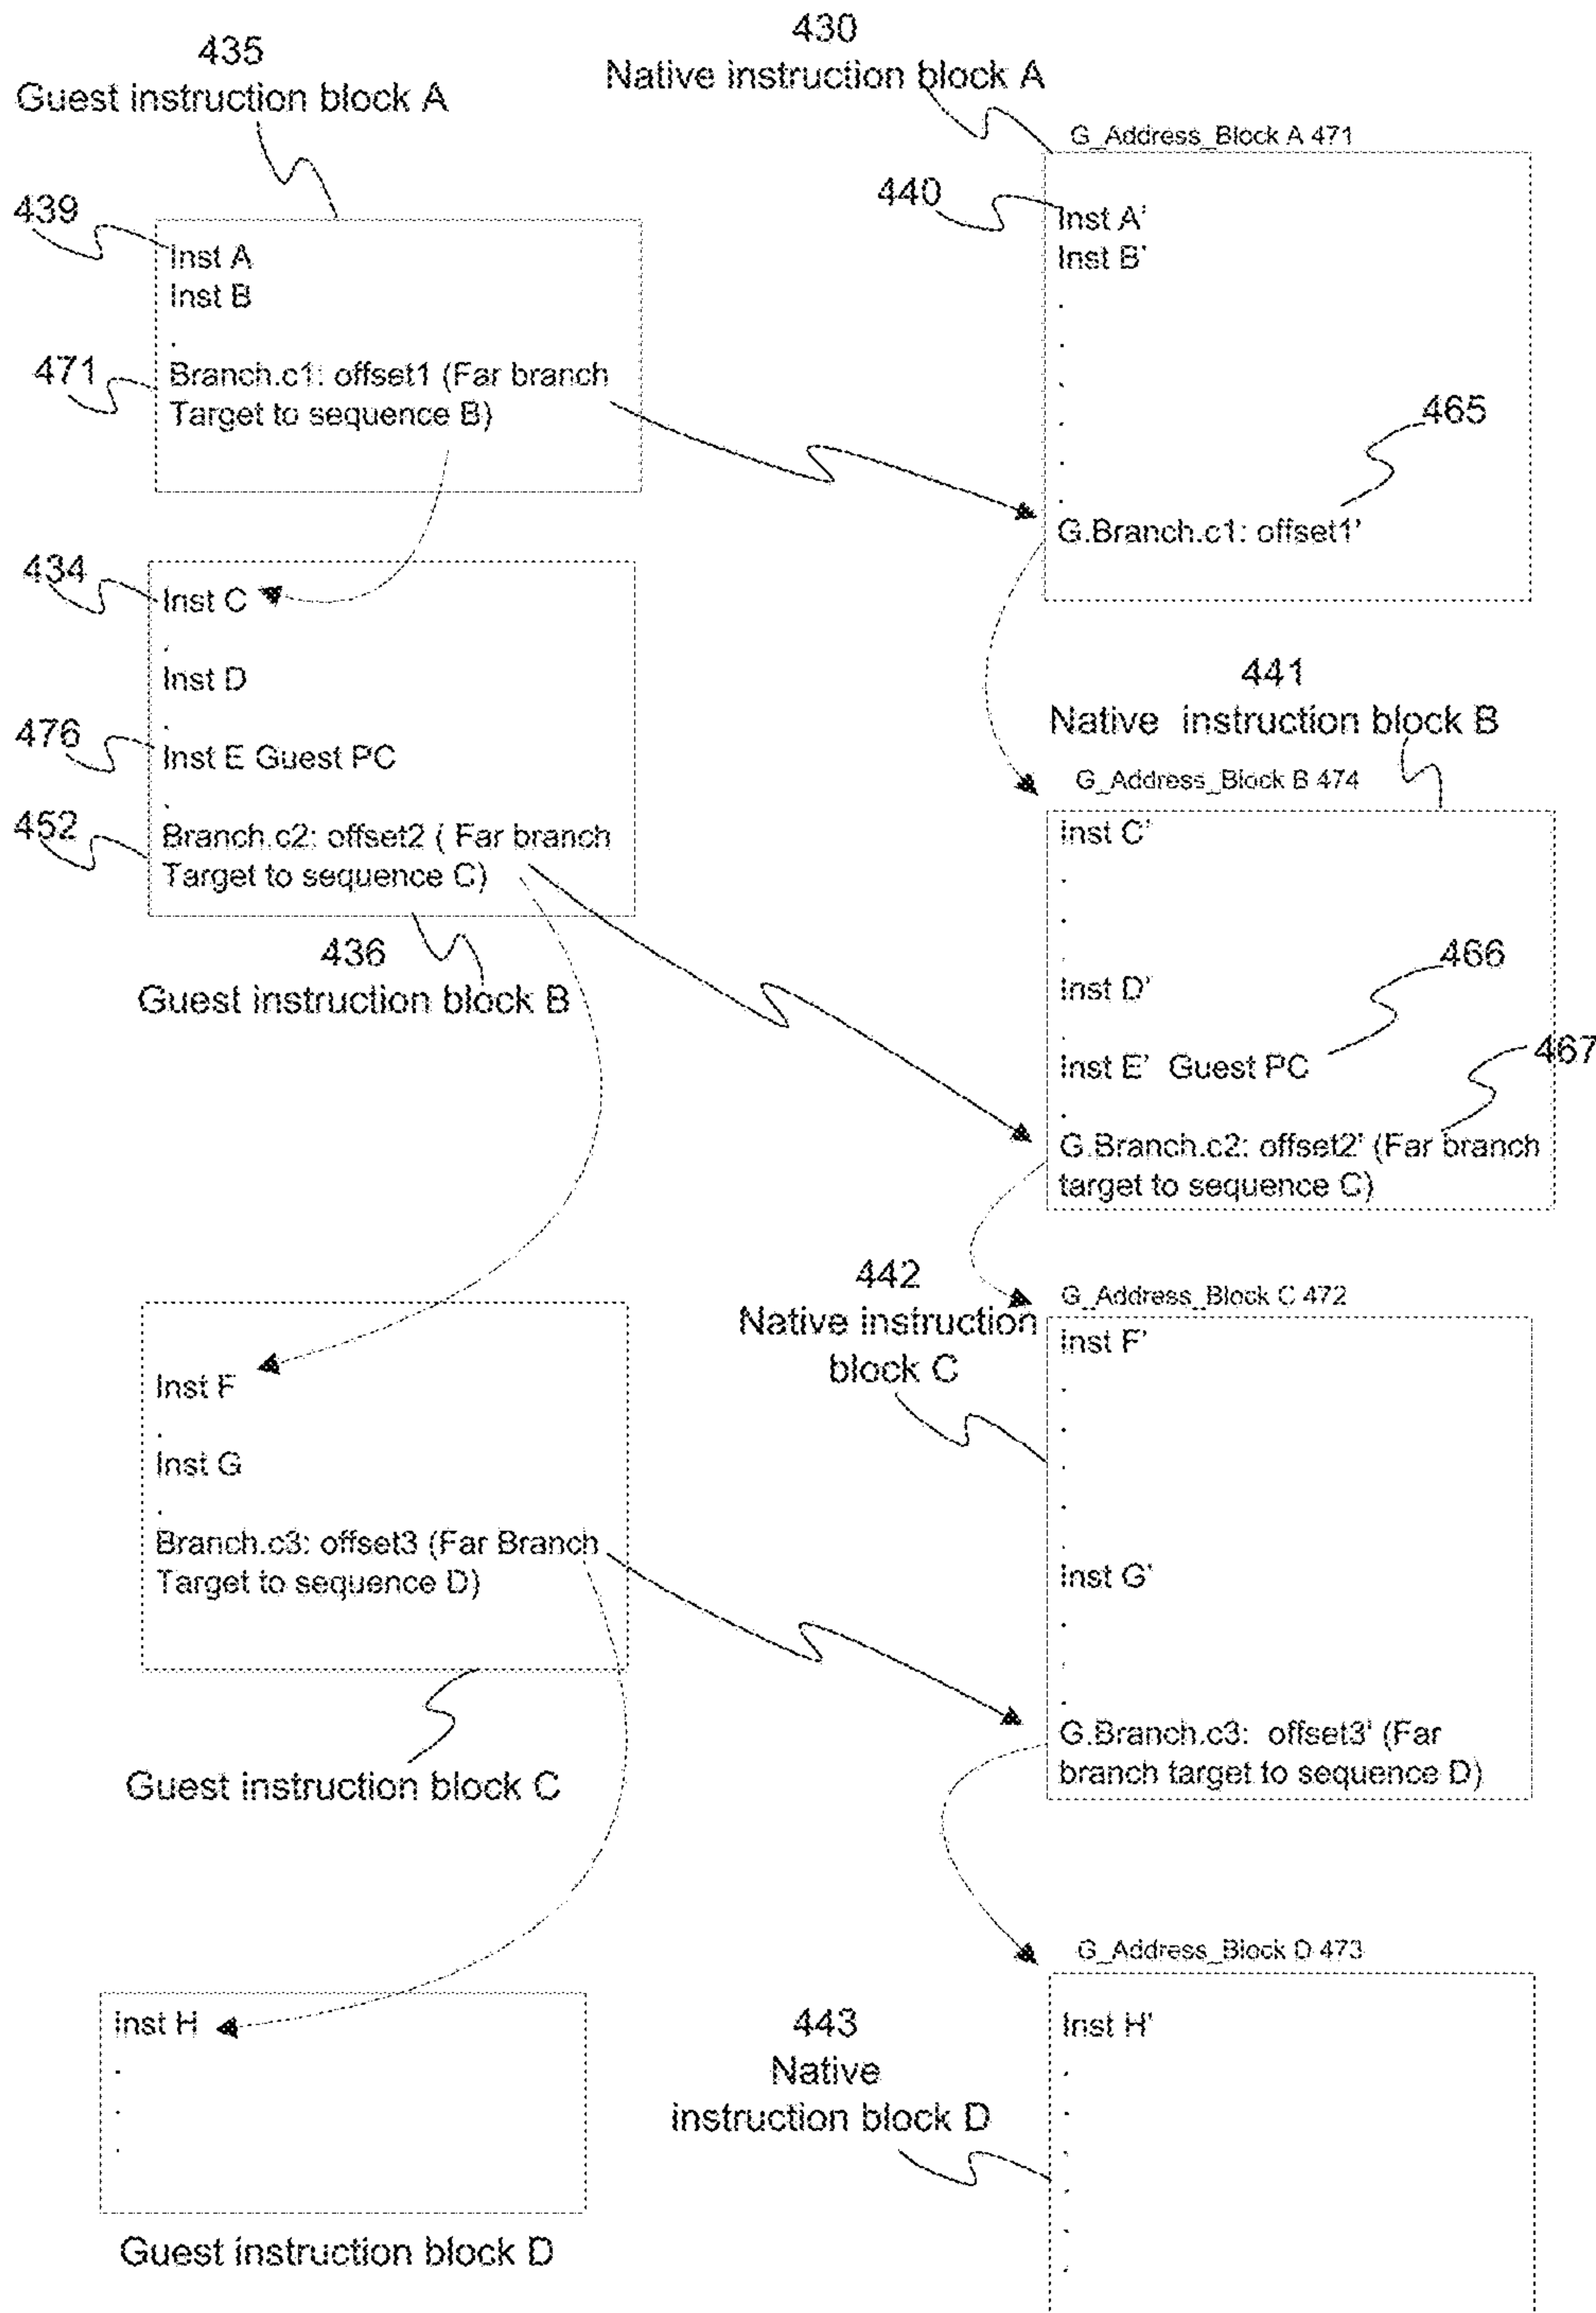 435
Guest instruction block A
439
Inst A
Inst B
.
471
Branch.c1: offset1 (Far branch
Target to sequence B)
434
Inst C
.
Inst D
.
476
Inst E Guest PC
.
452
Branch.c2: offset2 ( Far branch
Target to sequence C)
436
Guest instruction block B
Inst F
.
Inst G
.
Branch.c3: offset3 (Far Branch
Target to sequence D)
Guest instruction block C
Inst H
.
.
.
Guest instruction block D
430
Native instruction block A
G_Address_Block A 471
440
Inst A'
Inst B'
.
.
.
.
.
.
465
G.Branch.c1: offset1'
441
Native instruction block B
G_Address_Block B 474
Inst C'
.
.
.
Inst D'
.
466
Inst E' Guest PC
.
467
G.Branch.c2: offset2' (Far branch
target to sequence C)
442
Native instruction
block C
G_Address_Block C 472
Inst F'
.
.
.
.
.
Inst G'
.
.
.
G.Branch.c3: offset3' (Far
branch target to sequence D)
G_Address_Block D 473
443
Native
instruction block D
Inst H'
.
.
.
.
.
.